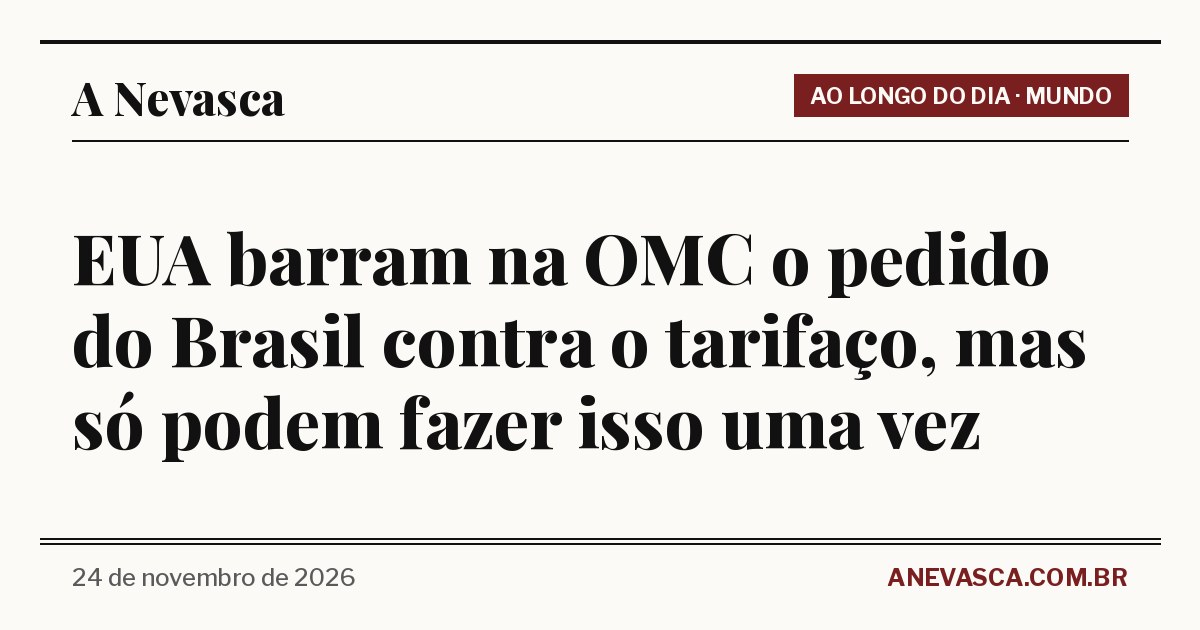 A Nevasca
AO LONGO DO DIA · MUNDO
EUA barram na OMC o pedido
do Brasil contra o tarifaço, mas
só podem fazer isso uma vez
24 de novembro de 2026
ANEVASCA.COM.BR